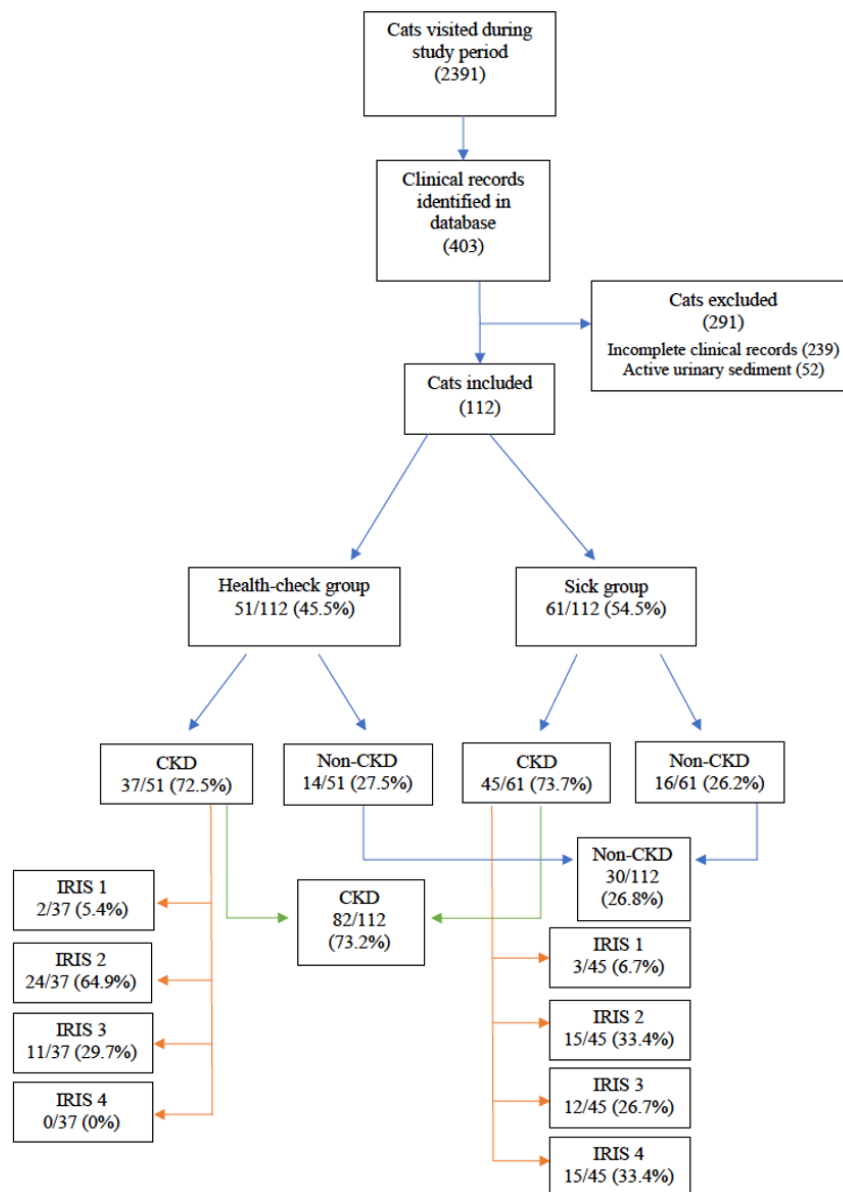 Cats visited during
study period
(2391)
Clinical records
identified in
database
(403)
Cats excluded
(291)
Incomplete clinical records (239)
Active urinary sediment (52)
Cats included
(112)
Health-check group
51/112 (45.5%)
Sick group
61/112 (54.5%)
CKD
37/51 (72.5%)
Non-CKD
14/51 (27.5%)
CKD
45/61 (73.7%)
Non-CKD
16/61 (26.2%)
Non-CKD
30/112
(26.8%)
CKD
82/112
(73.2%)
IRIS 1
2/37 (5.4%)
IRIS 2
24/37 (64.9%)
IRIS 3
11/37 (29.7%)
IRIS 4
0/37 (0%)
IRIS 1
3/45 (6.7%)
IRIS 2
15/45 (33.4%)
IRIS 3
12/45 (26.7%)
IRIS 4
15/45 (33.4%)